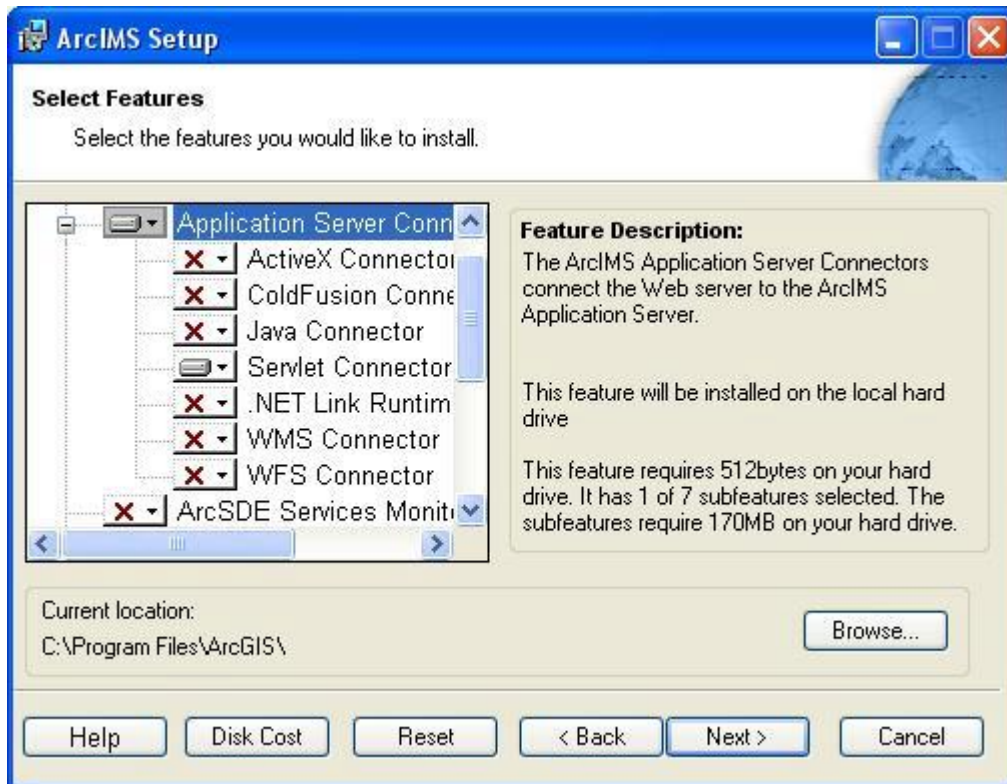 ArcIMS Setup
Select Features
Select the features you would like to install.
Application Server Conn
ActiveX Connector
ColdFusion Conne
Java Connector
Servlet Connector
.NET Link Runtim
WMS Connector
WFS Connector
ArcSDE Services Monit
Feature Description:
The ArcIMS Application Server Connectors
connect the Web server to the ArcIMS
Application Server.
This feature will be installed on the local hard
drive
This feature requires 512bytes on your hard
drive. It has 1 of 7 subfeatures selected. The
subfeatures require 170MB on your hard drive.
Current location:
C:\Program Files\ArcGIS\
Browse...
Help
Disk Cost
Reset
< Back
Next >
Cancel